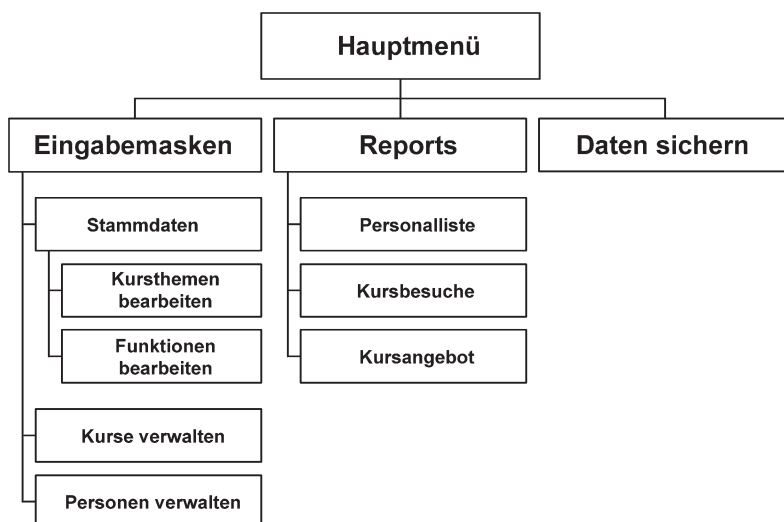 Hauptmenü
Eingabemasken
Reports
Daten sichern
Stammdaten
Kursthemen
bearbeiten
Funktionen
bearbeiten
Kurse verwalten
Personen verwalten
Personalliste
Kursbesuche
Kursangebot